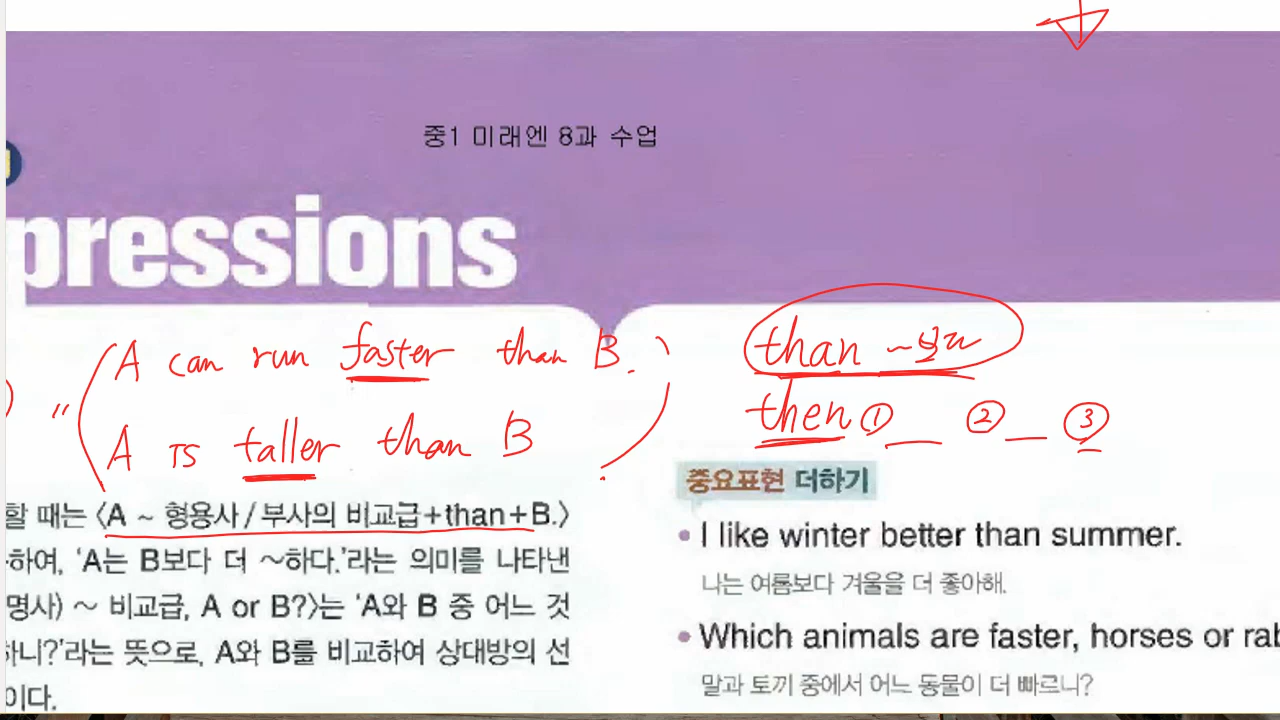 중1 미래엔 8과 수업
pressions
A can run faster than B.
A is taller than B
than ~보다
then ① ② ③
할 때는 〈A ~ 형용사/부사의 비교급+than+B.〉
하여, ‘A는 B보다 더 ~하다.’라는 의미를 나타낸
명사) ~ 비교급, A or B?〉는 ‘A와 B 중 어느 것
하니?’라는 뜻으로, A와 B를 비교하여 상대방의 선
이다.
중요표현 더하기
• I like winter better than summer.
나는 여름보다 겨울을 더 좋아해.
• Which animals are faster, horses or rab
말과 토끼 중에서 어느 동물이 더 빠르니?